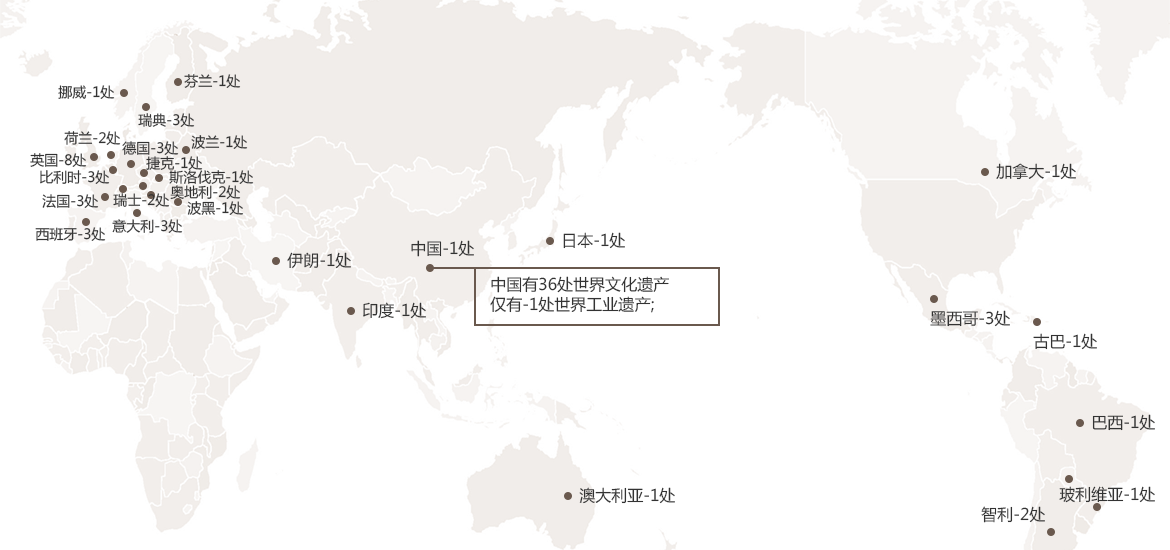 芬兰-1处
挪威-1处
瑞典-3处
荷兰-2处
德国-3处
波兰-1处
英国-8处
捷克-1处
比利时-3处
斯洛伐克-1处
法国-3处
瑞士-2处
奥地利-2处
波黑-1处
西班牙-3处
意大利-3处
加拿大-1处
中国-1处
日本-1处
伊朗-1处
中国有36处世界文化遗产
仅有-1处世界工业遗产;
印度-1处
墨西哥-3处
古巴-1处
巴西-1处
澳大利亚-1处
玻利维亚-1处
智利-2处